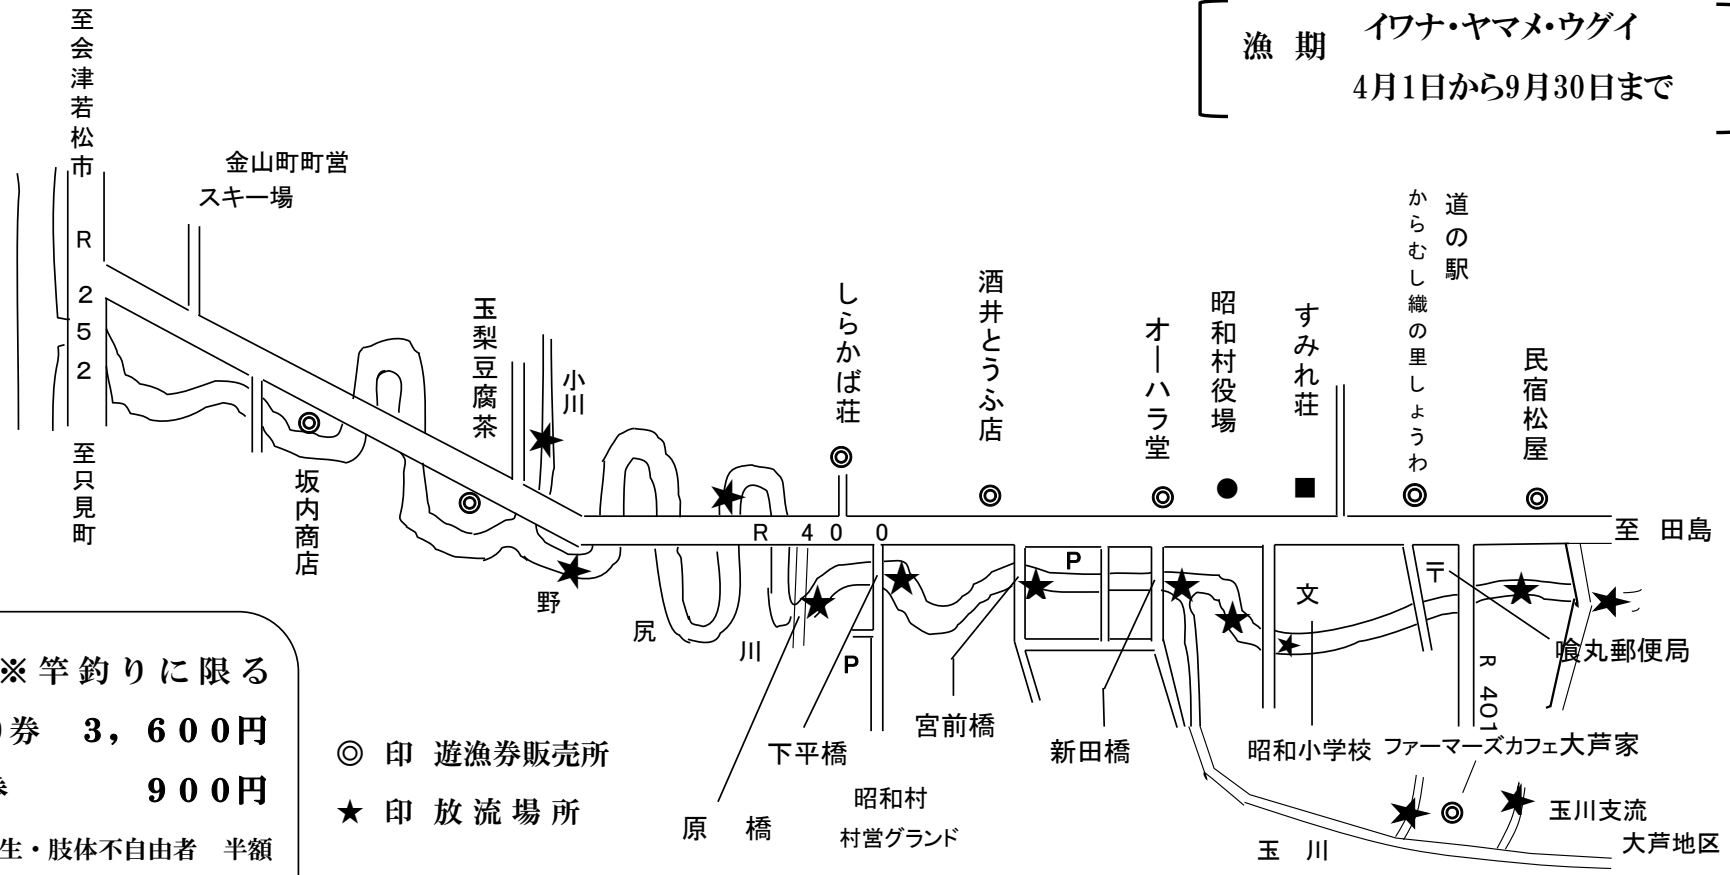 至会津若松市
漁 期
イワナ・ヤマメ・ウグイ
4月1日から9月30日まで
金山町町営
スキー場
R252
至只見町
坂内商店
玉梨豆腐茶
小川
しらかば荘
酒井とうふ店
オーハラ堂
昭和村役場
すみれ荘
道の駅
からむし織の里しょうわ
民宿松屋
R 4 0 0
至 田島
P
文
〒
野
尻
川
P
喰丸郵便局
R 401
宮前橋
下平橋
新田橋
昭和小学校
ファーマーズカフェ大芦家
原 橋
昭和村
村営グランド
玉川支流
大芦地区
玉 川
※竿釣りに限る
券 3,600円
900円
生・肢体不自由者 半額
◎ 印 遊漁券販売所
★ 印 放流場所